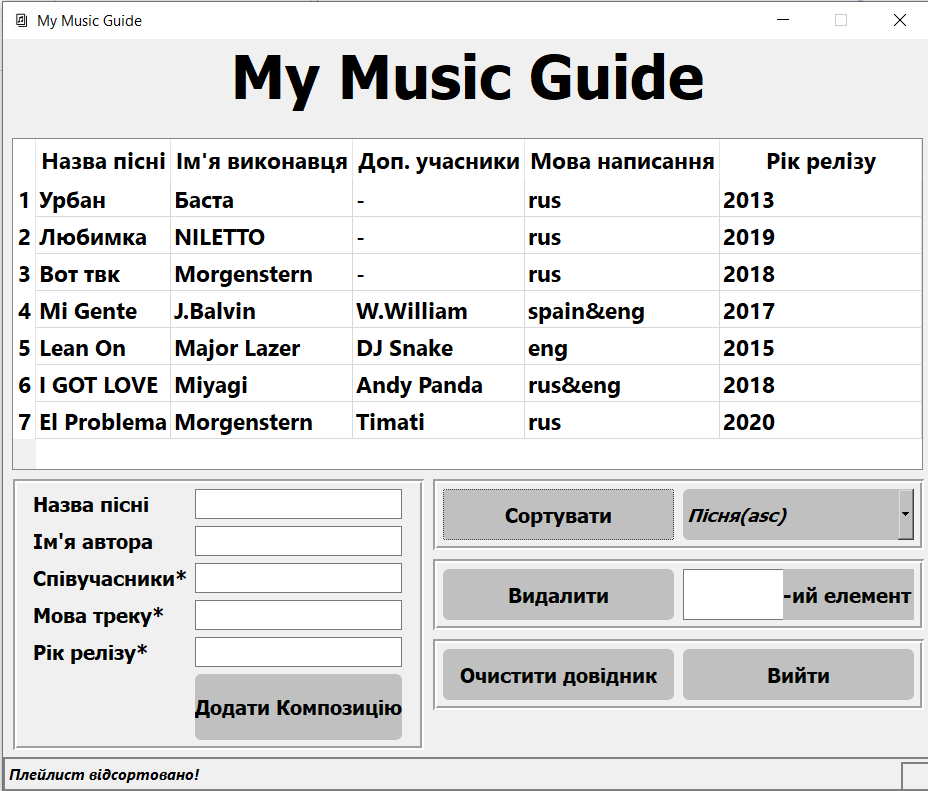 My Music Guide
My Music Guide
Назва пісні Ім'я виконавця Доп. учасники Мова написання Рік релізу
1 Урбан Баста - rus 2013
2 Любимка NILETTO - rus 2019
3 Вот твк Morgenstern - rus 2018
4 Mi Gente J.Balvin W.William spain&eng 2017
5 Lean On Major Lazer DJ Snake eng 2015
6 I GOT LOVE Miyagi Andy Panda rus&eng 2018
7 El Problema Morgenstern Timati rus 2020
Назва пісні
Ім'я автора
Співучасники*
Мова треку*
Рік релізу*
Додати Композицію
Сортувати Пісня(asc)
Видалити -ий елемент
Очистити довідник Вийти
Плейлист відсортовано!